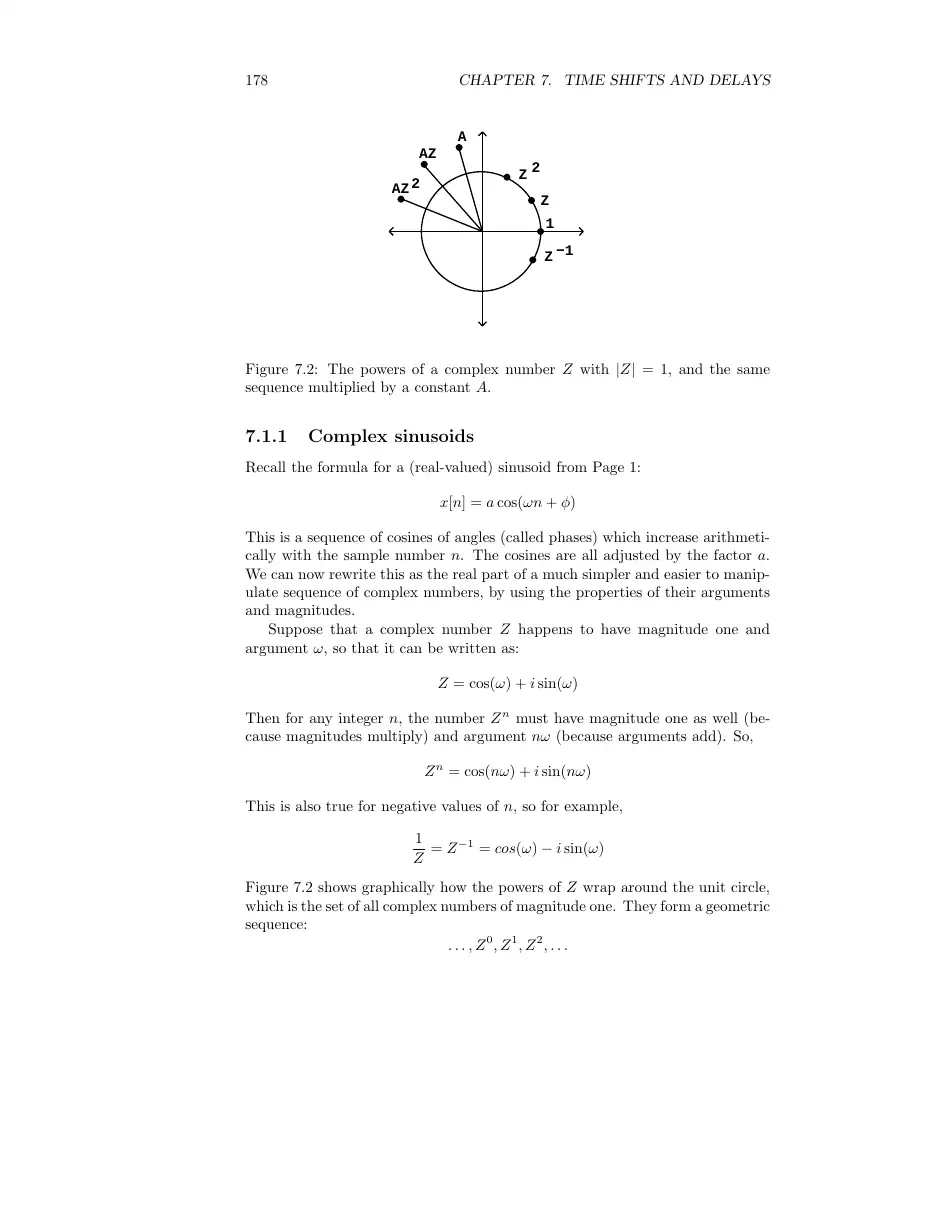 178 CHAPTER 7. TIME SHIFTS AND DELAYS
A
AZ
Z 2
AZ 2
Z
1
Z −1
Figure 7.2: The powers of a complex number Z with |Z| = 1, and the same
sequence multiplied by a constant A.
7.1.1 Complex sinusoids
Recall the formula for a (real-valued) sinusoid from Page 1:
x[n] = a cos(ωn + φ)
This is a sequence of cosines of angles (called phases) which increase arithmeti-
cally with the sample number n. The cosines are all adjusted by the factor a.
We can now rewrite this as the real part of a much simpler and easier to manip-
ulate sequence of complex numbers, by using the properties of their arguments
and magnitudes.
Suppose that a complex number Z happens to have magnitude one and
argument ω, so that it can be written as:
Z = cos(ω) + i sin(ω)
Then for any integer n, the number Zⁿ must have magnitude one as well (be-
cause magnitudes multiply) and argument nω (because arguments add). So,
Zⁿ = cos(nω) + i sin(nω)
This is also true for negative values of n, so for example,
1/Z = Z⁻¹ = cos(ω) − i sin(ω)
Figure 7.2 shows graphically how the powers of Z wrap around the unit circle,
which is the set of all complex numbers of magnitude one. They form a geometric
sequence:
. . . , Z⁰, Z¹, Z², . . .